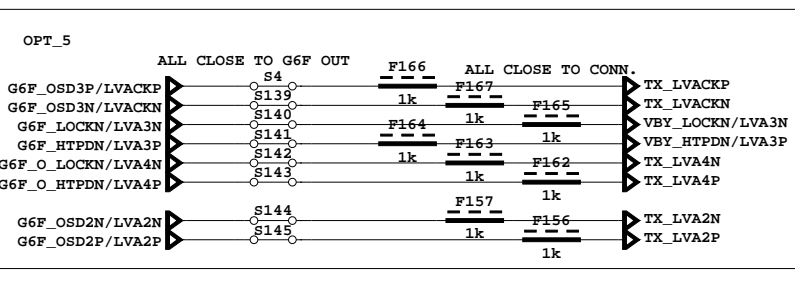 OPT_5
ALL CLOSE TO G6F OUT
ALL CLOSE TO CONN.
G6F_OSD3P/LVACKP S4 F166 1k TX_LVACKP
G6F_OSD3N/LVACKN S139 F167 1k TX_LVACKN
G6F_LOCKN/LVA3N S140 F165 1k VBY_LOCKN/LVA3N
G6F_HTPDN/LVA3P S141 F164 1k VBY_HTPDN/LVA3P
G6F_O_LOCKN/LVA4N S142 F163 1k TX_LVA4N
G6F_O_HTPDN/LVA4P S143 F162 1k TX_LVA4P
G6F_OSD2N/LVA2N S144 F157 1k TX_LVA2N
G6F_OSD2P/LVA2P S145 F156 1k TX_LVA2P